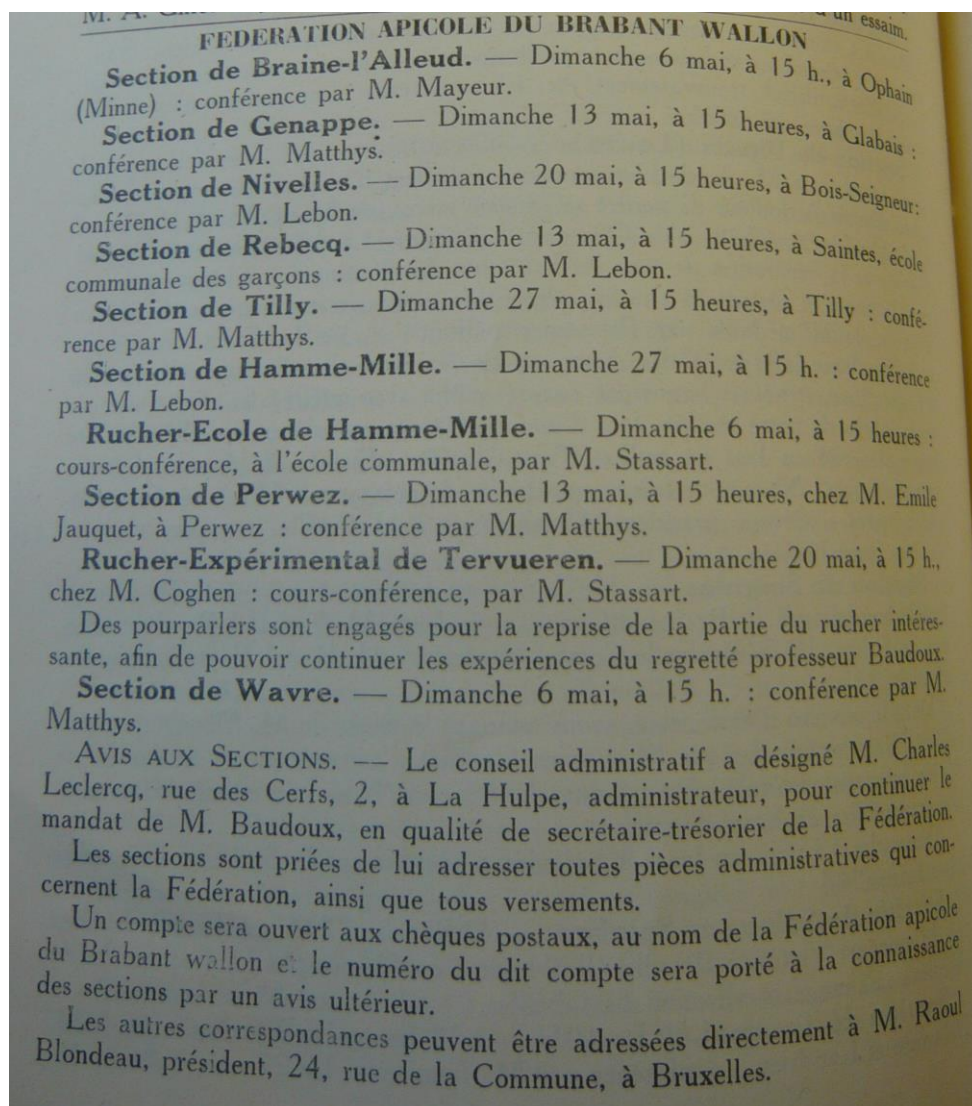 un essaim.
FEDERATION APICOLE DU BRABANT WALLON
Section de Braine-l'Alleud. — Dimanche 6 mai, à 15 h., à Ophain
(Minne) : conférence par M. Mayeur.
Section de Genappe. — Dimanche 13 mai, à 15 heures, à Glabais :
conférence par M. Matthys.
Section de Nivelles. — Dimanche 20 mai, à 15 heures, à Bois-Seigneur:
conférence par M. Lebon.
Section de Rebecq. — Dimanche 13 mai, à 15 heures, à Saintes, école
communale des garçons : conférence par M. Lebon.
Section de Tilly. — Dimanche 27 mai, à 15 heures, à Tilly : confé-
rence par M. Matthys.
Section de Hamme-Mille. — Dimanche 27 mai, à 15 h. : conférence
par M. Lebon.
Rucher-Ecole de Hamme-Mille. — Dimanche 6 mai, à 15 heures :
cours-conférence, à l'école communale, par M. Stassart.
Section de Perwez. — Dimanche 13 mai, à 15 heures, chez M. Emile
Jauquet, à Perwez : conférence par M. Matthys.
Rucher-Expérimental de Tervueren. — Dimanche 20 mai, à 15 h.,
chez M. Coghen : cours-conférence, par M. Stassart.
Des pourparlers sont engagés pour la reprise de la partie du rucher intéres-
sante, afin de pouvoir continuer les expériences du regretté professeur Baudoux.
Section de Wavre. — Dimanche 6 mai, à 15 h. : conférence par M.
Matthys.
AVIS AUX SECTIONS. — Le conseil administratif a désigné M. Charles
Leclercq, rue des Cerfs, 2, à La Hulpe, administrateur, pour continuer le
mandat de M. Baudoux, en qualité de secrétaire-trésorier de la Fédération.
Les sections sont priées de lui adresser toutes pièces administratives qui con-
cernent la Fédération, ainsi que tous versements.
Un compte sera ouvert aux chèques postaux, au nom de la Fédération apicole
du Brabant wallon et le numéro du dit compte sera porté à la connaissance
des sections par un avis ultérieur.
Les autres correspondances peuvent être adressées directement à M. Raoul
Blondeau, président, 24, rue de la Commune, à Bruxelles.